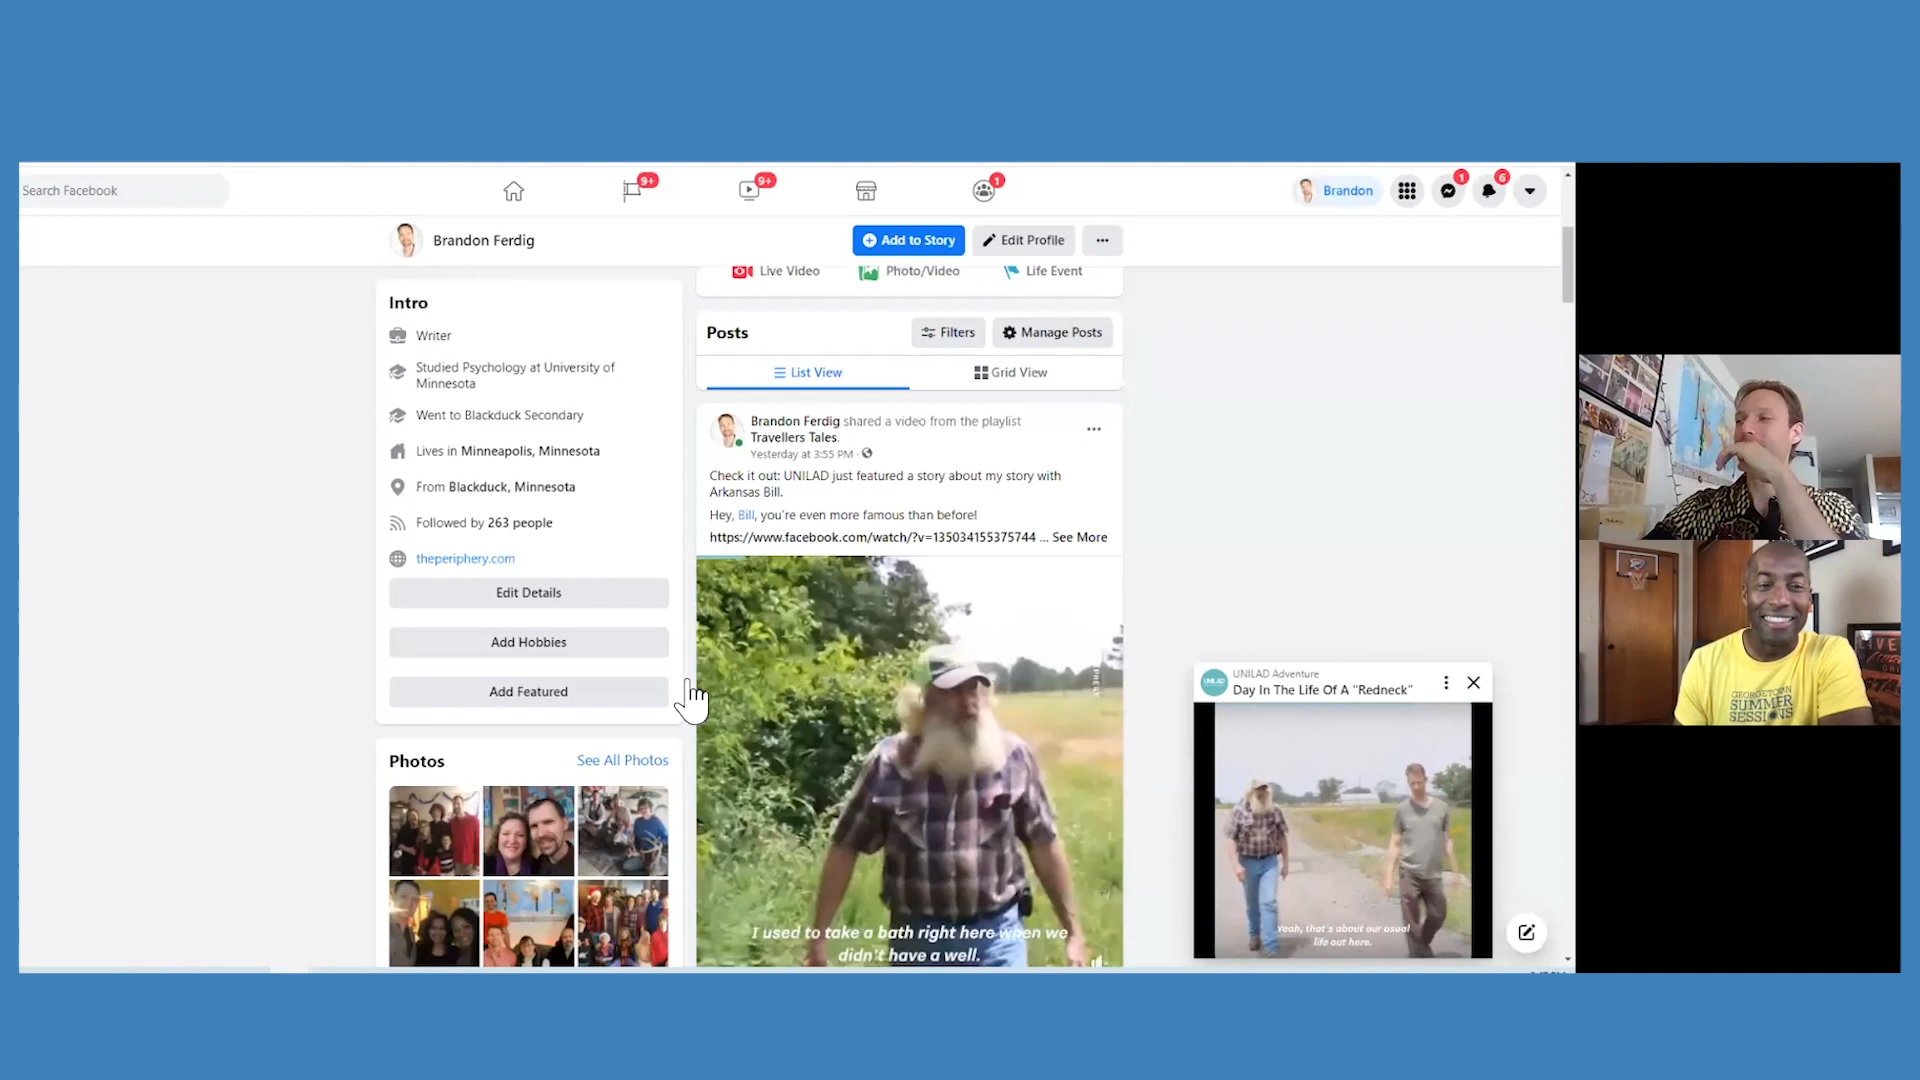 Search Facebook
9+
9+
1
Brandon
1
6
Brandon Ferdig
Add to Story
Edit Profile
Live Video
Photo/Video
Life Event
Intro
Writer
Studied Psychology at University of
Minnesota
Went to Blackduck Secondary
Lives in Minneapolis, Minnesota
From Blackduck, Minnesota
Followed by 263 people
theperiphery.com
Edit Details
Add Hobbies
Add Featured
Photos
See All Photos
Posts
Filters
Manage Posts
List View
Grid View
Brandon Ferdig shared a video from the playlist
Travellers Tales.
Yesterday at 3:55 PM ·
Check it out: UNILAD just featured a story about my story with
Arkansas Bill.
Hey, Bill, you're even more famous than before!
https://www.facebook.com/watch/?v=135034155375744 ... See More
I used to take a bath right here when we
didn't have a well.
UNILAD
UNILAD Adventure
Day In The Life Of A "Redneck"
Yeah, that's about our usual
life out here.
GEORGETOWN
SUMMER
SESSIONS